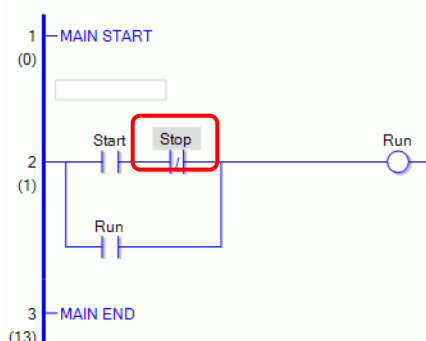 1 MAIN START
(0)
Start Stop Run
2
(1)
Run
3 MAIN END
(13)